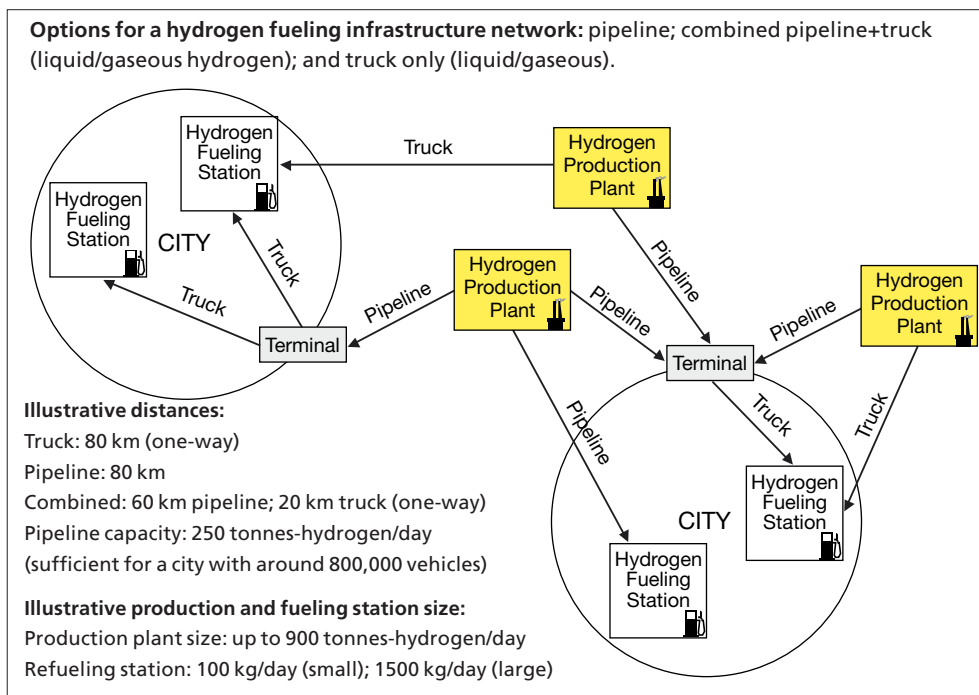 Options for a hydrogen fueling infrastructure network: pipeline; combined pipeline+truck
(liquid/gaseous hydrogen); and truck only (liquid/gaseous).
Hydrogen
Fueling
Station
Truck
Hydrogen
Production
Plant
Hydrogen
Fueling
Station
CITY
Truck
Truck
Terminal
Pipeline
Hydrogen
Production
Plant
Pipeline
Pipeline
Pipeline
Hydrogen
Production
Plant
Terminal
Pipeline
Truck
Truck
CITY
Hydrogen
Fueling
Station
Hydrogen
Fueling
Station
Illustrative distances:
Truck: 80 km (one-way)
Pipeline: 80 km
Combined: 60 km pipeline; 20 km truck (one-way)
Pipeline capacity: 250 tonnes-hydrogen/day
(sufficient for a city with around 800,000 vehicles)
Illustrative production and fueling station size:
Production plant size: up to 900 tonnes-hydrogen/day
Refueling station: 100 kg/day (small); 1500 kg/day (large)